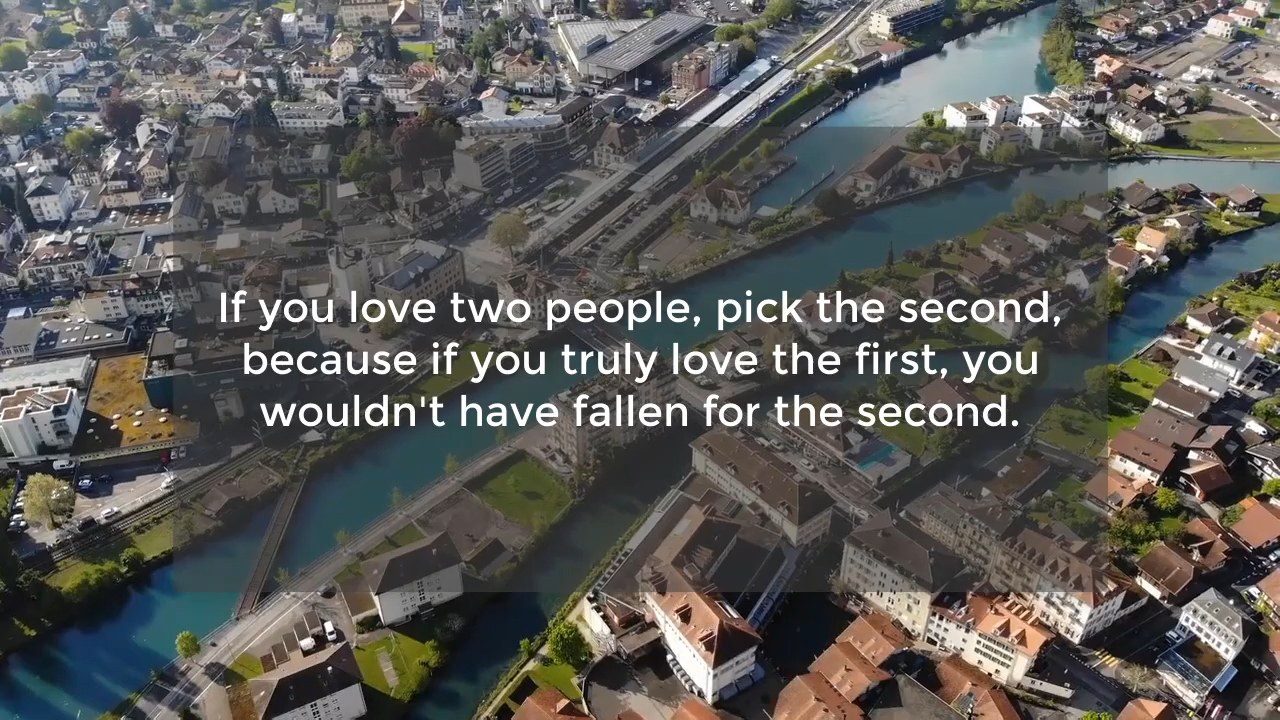 If you love two people, pick the second,
because if you truly love the first, you
wouldn't have fallen for the second.